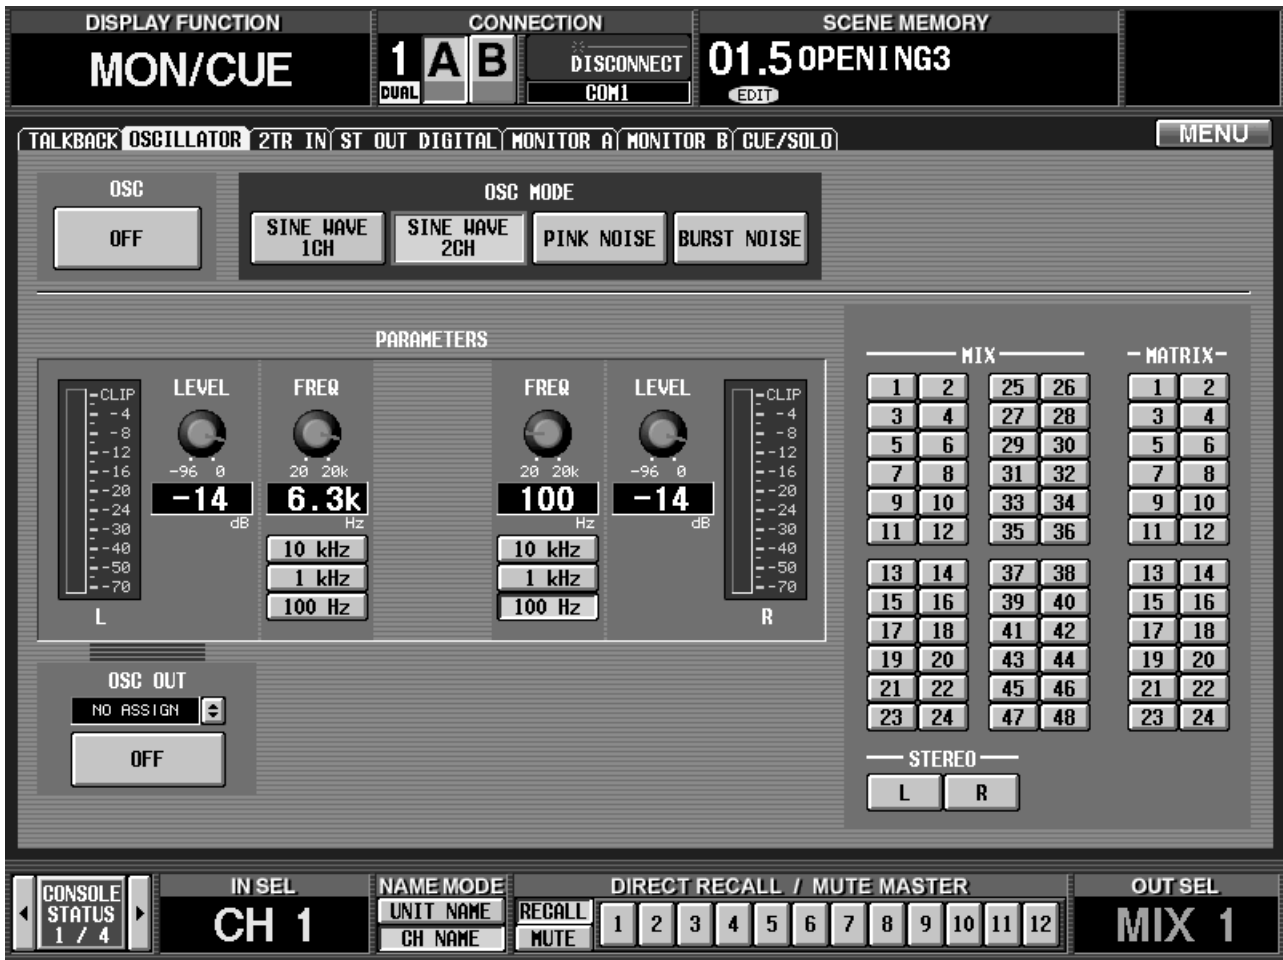 DISPLAY FUNCTION
MON/CUE
CONNECTION
1 A B
DUAL
DISCONNECT
COM1
SCENE MEMORY
01.5 OPENING3
EDIT
TALKBACK OSCILLATOR 2TR IN ST OUT DIGITAL MONITOR A MONITOR B CUE/SOLO
MENU
OSC
OFF
OSC MODE
SINE WAVE 1CH
SINE WAVE 2CH
PINK NOISE
BURST NOISE
PARAMETERS
CLIP
-4
-8
-12
-16
-20
-24
-30
-40
-50
-70
L
LEVEL
-96 0
-14
dB
FREQ
20 20k
6.3k
Hz
10 kHz
1 kHz
100 Hz
FREQ
20 20k
100
Hz
10 kHz
1 kHz
100 Hz
LEVEL
-96 0
-14
dB
CLIP
-4
-8
-12
-16
-20
-24
-30
-40
-50
-70
R
OSC OUT
NO ASSIGN
OFF
MIX
1 2 25 26
3 4 27 28
5 6 29 30
7 8 31 32
9 10 33 34
11 12 35 36
13 14 37 38
15 16 39 40
17 18 41 42
19 20 43 44
21 22 45 46
23 24 47 48
MATRIX
1 2
3 4
5 6
7 8
9 10
11 12
13 14
15 16
17 18
19 20
21 22
23 24
STEREO
L R
CONSOLE
STATUS
1 / 4
IN SEL
CH 1
NAME MODE
UNIT NAME
CH NAME
DIRECT RECALL / MUTE MASTER
RECALL
MUTE
1 2 3 4 5 6 7 8 9 10 11 12
OUT SEL
MIX 1